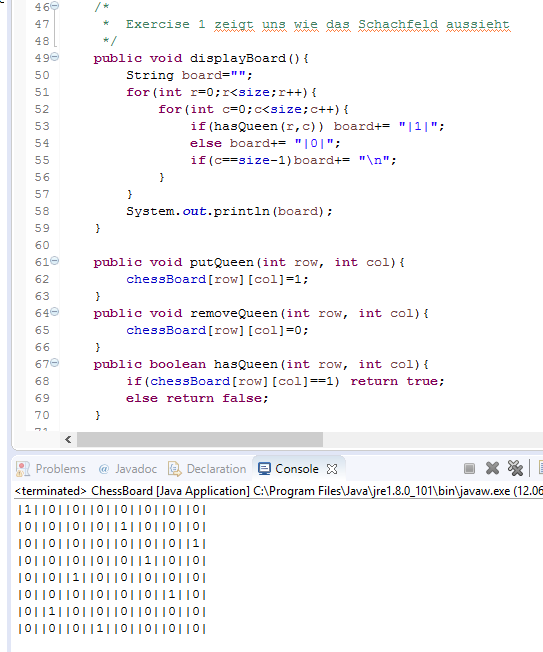 46 /*
47 * Exercise 1 zeigt uns wie das Schachfeld aussieht
48 */
49 public void displayBoard(){
50 String board="";
51 for(int r=0;r<size;r++){
52 for(int c=0;c<size;c++){
53 if(hasQueen(r,c)) board+= "|1|";
54 else board+= "|0|";
55 if(c==size-1)board+= "\n";
56 }
57 }
58 System.out.println(board);
59 }
60
61 public void putQueen(int row, int col){
62 chessBoard[row][col]=1;
63 }
64 public void removeQueen(int row, int col){
65 chessBoard[row][col]=0;
66 }
67 public boolean hasQueen(int row, int col){
68 if(chessBoard[row][col]==1) return true;
69 else return false;
70 }
Problems @ Javadoc Declaration Console
<terminated> ChessBoard [Java Application] C:\Program Files\Java\jre1.8.0_101\bin\javaw.exe (12.06
|1||0||0||0||0||0||0||0|
|0||0||0||0||1||0||0||0|
|0||0||0||0||0||0||0||1|
|0||0||0||0||0||1||0||0|
|0||0||1||0||0||0||0||0|
|0||0||0||0||0||0||1||0|
|0||1||0||0||0||0||0||0|
|0||0||0||1||0||0||0||0|